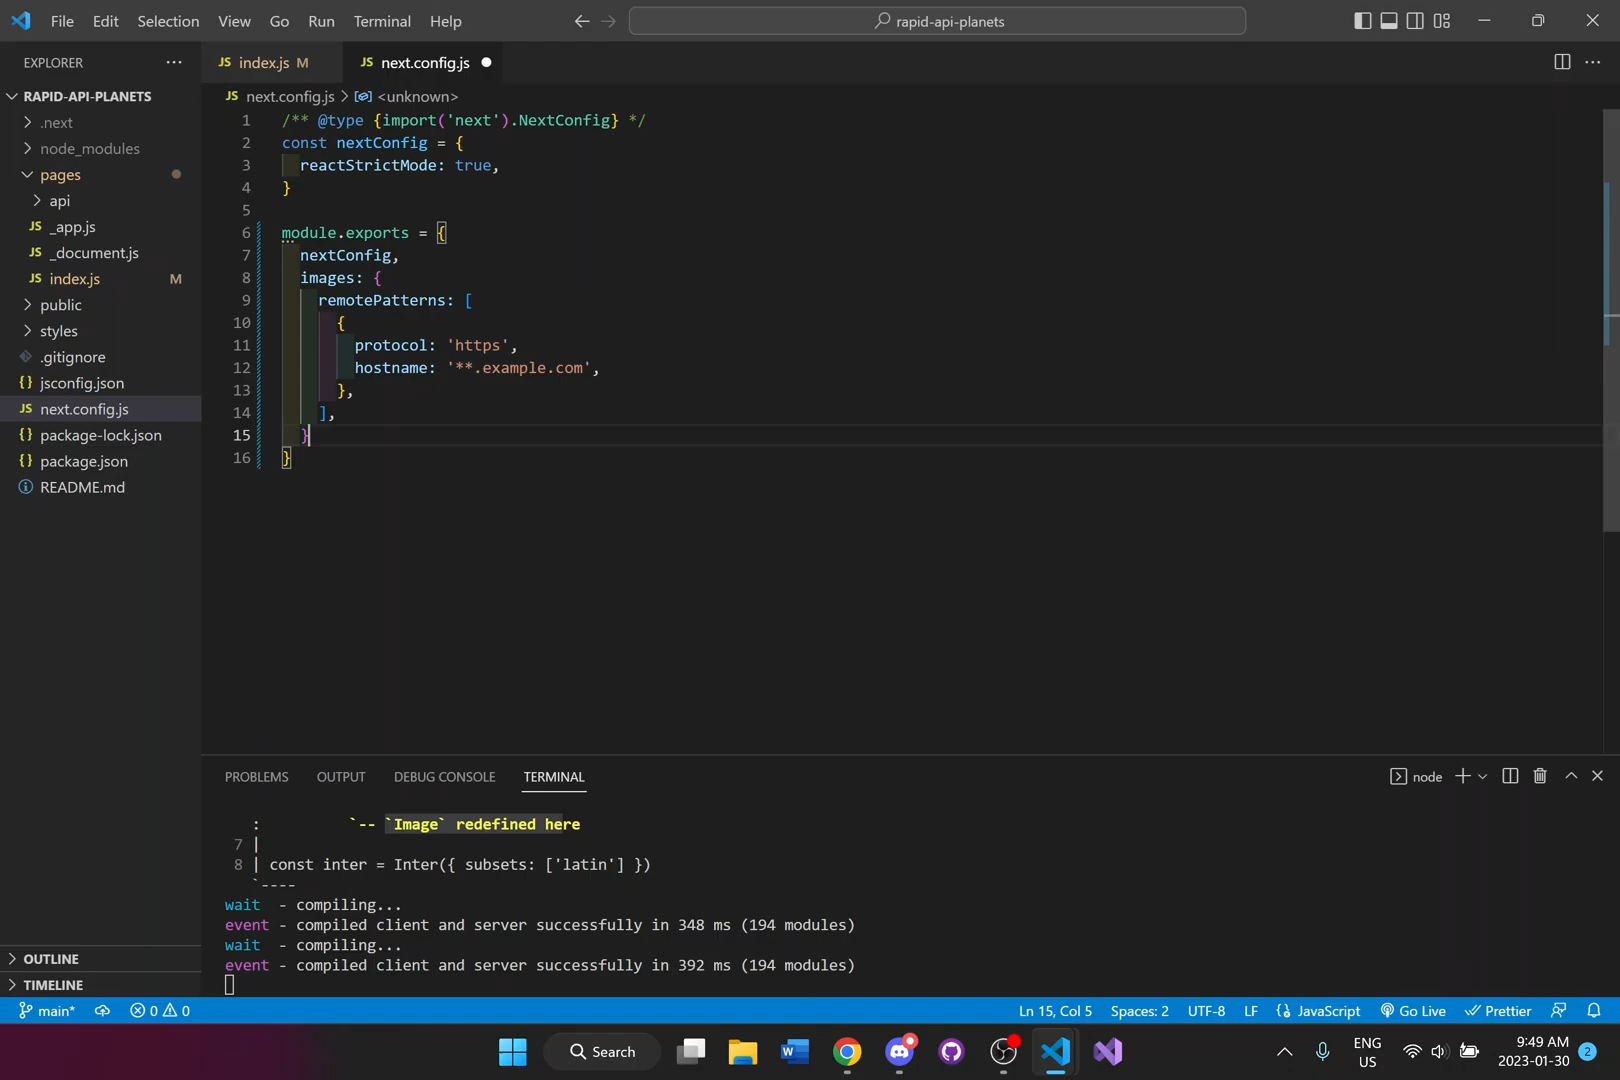 File Edit Selection View Go Run Terminal Help
rapid-api-planets
EXPLORER
RAPID-API-PLANETS
.next
node_modules
pages
api
JS _app.js
JS _document.js
JS index.js M
public
styles
.gitignore
{} jsconfig.json
JS next.config.js
{} package-lock.json
{} package.json
README.md
OUTLINE
TIMELINE
JS index.js M
JS next.config.js
JS next.config.js > <unknown>
1 /** @type {import('next').NextConfig} */
2 const nextConfig = {
3 reactStrictMode: true,
4 }
5
6 module.exports = {
7 nextConfig,
8 images: {
9 remotePatterns: [
10 {
11 protocol: 'https',
12 hostname: '**.example.com',
13 },
14 ],
15 }
16 }
PROBLEMS OUTPUT DEBUG CONSOLE TERMINAL
node
: `-- `Image` redefined here
7 |
8 | const inter = Inter({ subsets: ['latin'] })
`----
wait - compiling...
event - compiled client and server successfully in 348 ms (194 modules)
wait - compiling...
event - compiled client and server successfully in 392 ms (194 modules)
main* 0 0 Ln 15, Col 5 Spaces: 2 UTF-8 LF {} JavaScript Go Live Prettier
Search
ENG
US
9:49 AM
2023-01-30
2